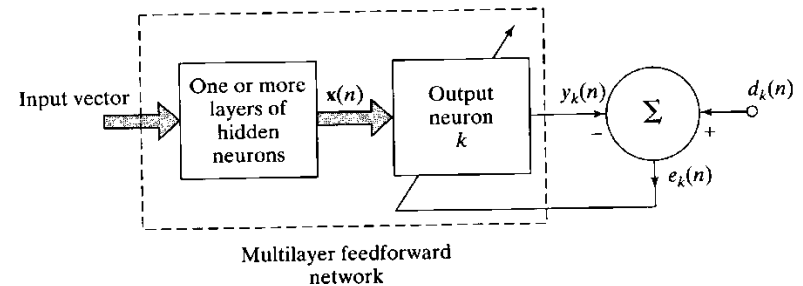 Input vector
One or more
layers of
hidden
neurons
x(n)
Output
neuron
k
yₖ(n)
−
Σ
+
dₖ(n)
eₖ(n)
Multilayer feedforward
network